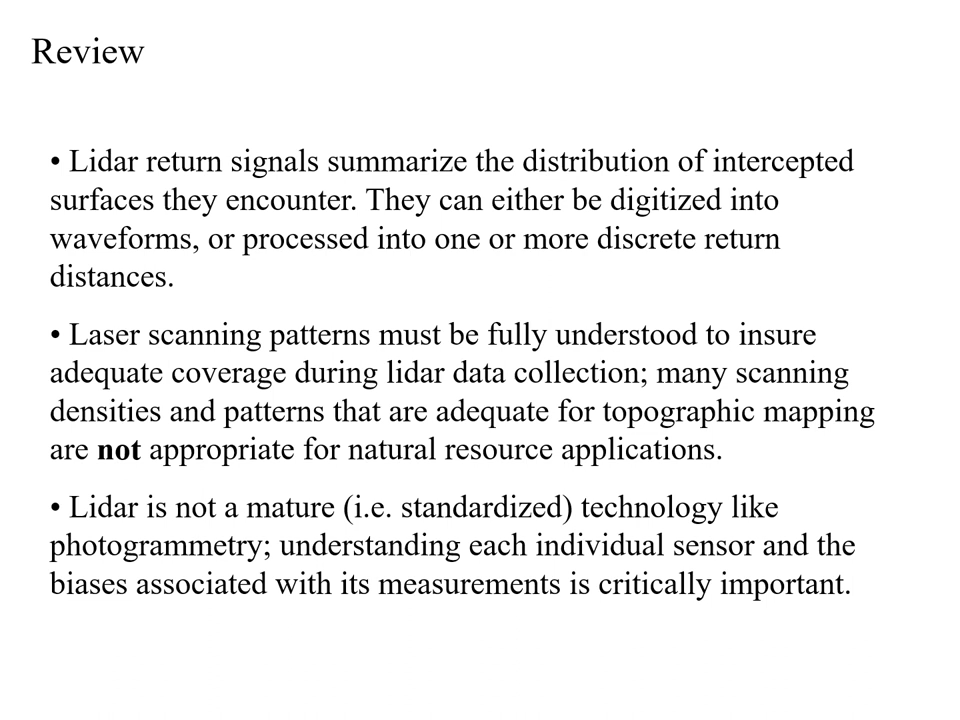 Review
• Lidar return signals summarize the distribution of intercepted
surfaces they encounter. They can either be digitized into
waveforms, or processed into one or more discrete return
distances.
• Laser scanning patterns must be fully understood to insure
adequate coverage during lidar data collection; many scanning
densities and patterns that are adequate for topographic mapping
are not appropriate for natural resource applications.
• Lidar is not a mature (i.e. standardized) technology like
photogrammetry; understanding each individual sensor and the
biases associated with its measurements is critically important.